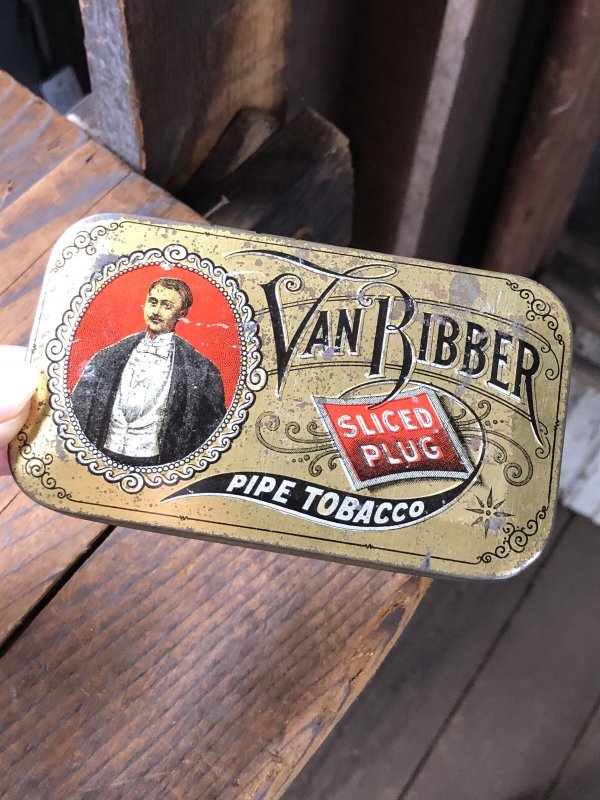 VAN BIBBER
SLICED
PLUG
PIPE TOBACCO